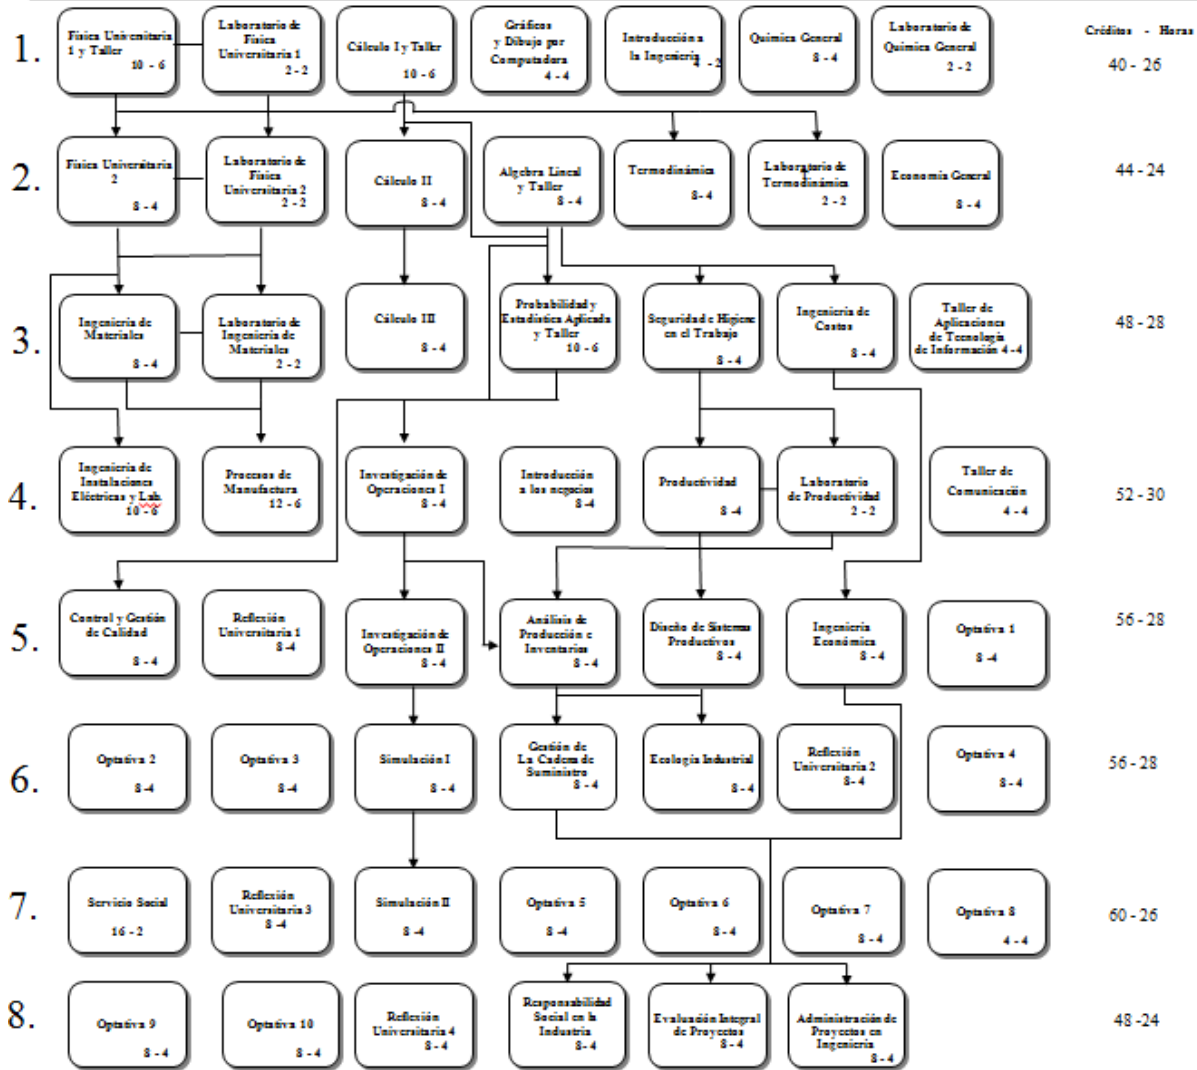 1.
Física Univeritaria
1 y Taller
10 - 6
Laboratorio de
Física
Universitaria 1
2 - 2
Cálculo I y Taller
10 - 6
Gráficos
y Dibujo por
Computadora
4 - 4
Introducción a
la Ingeniería
4 - 2
Quimica General
8 - 4
Laboratorio de
Quimica General
2 - 2
Créditos - Horas
40 - 26
2.
Física Universitaria
2
8 - 4
Laboratorio de
Física
Universitaria 2
2 - 2
Cálculo II
8 - 4
Algebra Lineal
y Taller
8 - 4
Termodinámica
8- 4
Laboratorio de
Termodinámica
2 - 2
Economía General
8 - 4
44 - 24
3.
Ingeniería de
Materiales
8 - 4
Laboratorio de
Ingeniería de
Materiales
2 - 2
Cálculo III
8 - 4
Probabilidad y
Estadística Aplicada
y Taller
10 - 6
Seguridad e Higiene
en el Trabajo
8 - 4
Ingeniería de
Costos
8 - 4
Taller de
Aplicaciones
de Tecnología
de Información 4 - 4
48 - 28
4.
Ingeniería de
Instalaciones
Eléctricas y Lab.
10 - 6
Procesos de
Manufactura
12 - 6
Investigación de
Operaciones I
8 - 4
Introducción
a los negocios
8 -4
Productividad
8 -4
Laboratorio
de Productividad
2 - 2
Taller de
Comunicación
4 - 4
52 - 30
5.
Control y Gestión
de Calidad
8 - 4
Reflexión
Universitaria 1
8 -4
Investigación de
Operaciones II
8 - 4
Análisis de
Producción e
Inventarios
8 - 4
Diseño de Sistemas
Productivos
8 - 4
Ingeniería
Económica
8 - 4
Optativa 1
8 -4
56 - 28
6.
Optativa 2
8 -4
Optativa 3
8 -4
Simulación I
8 - 4
Gestión de
La Cadena de
Suministro
8 - 4
Ecología Industrial
8 - 4
Reflexión
Universitaria 2
8 - 4
Optativa 4
8 - 4
56 - 28
7.
Servicio Social
16 - 2
Reflexión
Universitaria 3
8 -4
Simulación II
8 -4
Optativa 5
8 -4
Optativa 6
8 - 4
Optativa 7
8 - 4
Optativa 8
4 - 4
60 - 26
8.
Optativa 9
8 - 4
Optativa 10
8 - 4
Reflexión
Universitaria 4
8 - 4
Responsabilidad
Social en la
Industria
8- 4
Evaluación Integral
de Proyectos
8 - 4
Administración de
Proyectos en
Ingeniería
8 - 4
48 -24